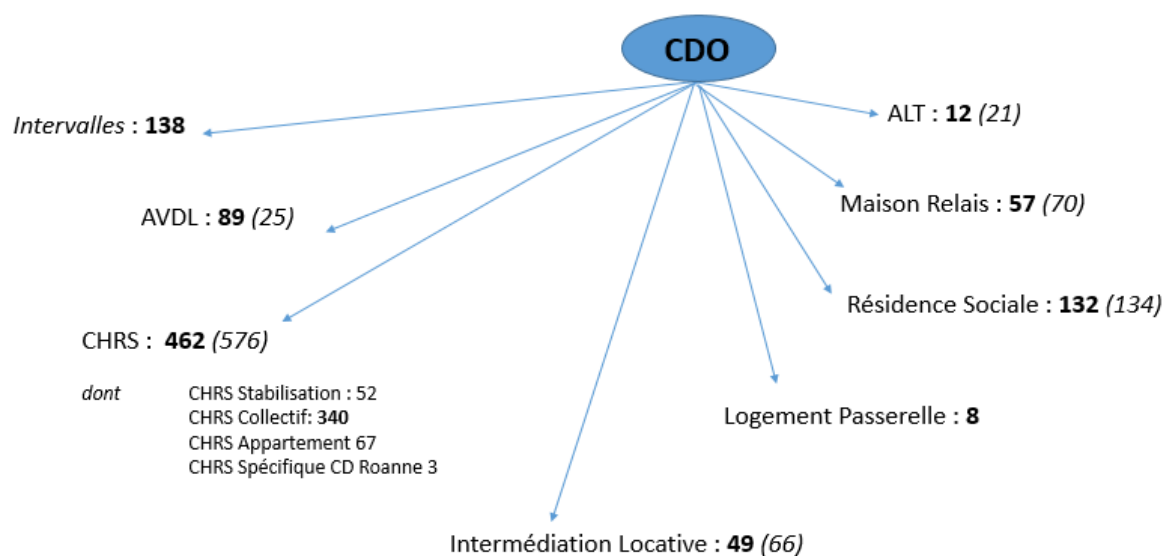 CDO
Intervalles : 138
ALT : 12 (21)
AVDL : 89 (25)
Maison Relais : 57 (70)
CHRS : 462 (576)
Résidence Sociale : 132 (134)
dont CHRS Stabilisation : 52
CHRS Collectif: 340
CHRS Appartement 67
CHRS Spécifique CD Roanne 3
Logement Passerelle : 8
Intermédiation Locative : 49 (66)